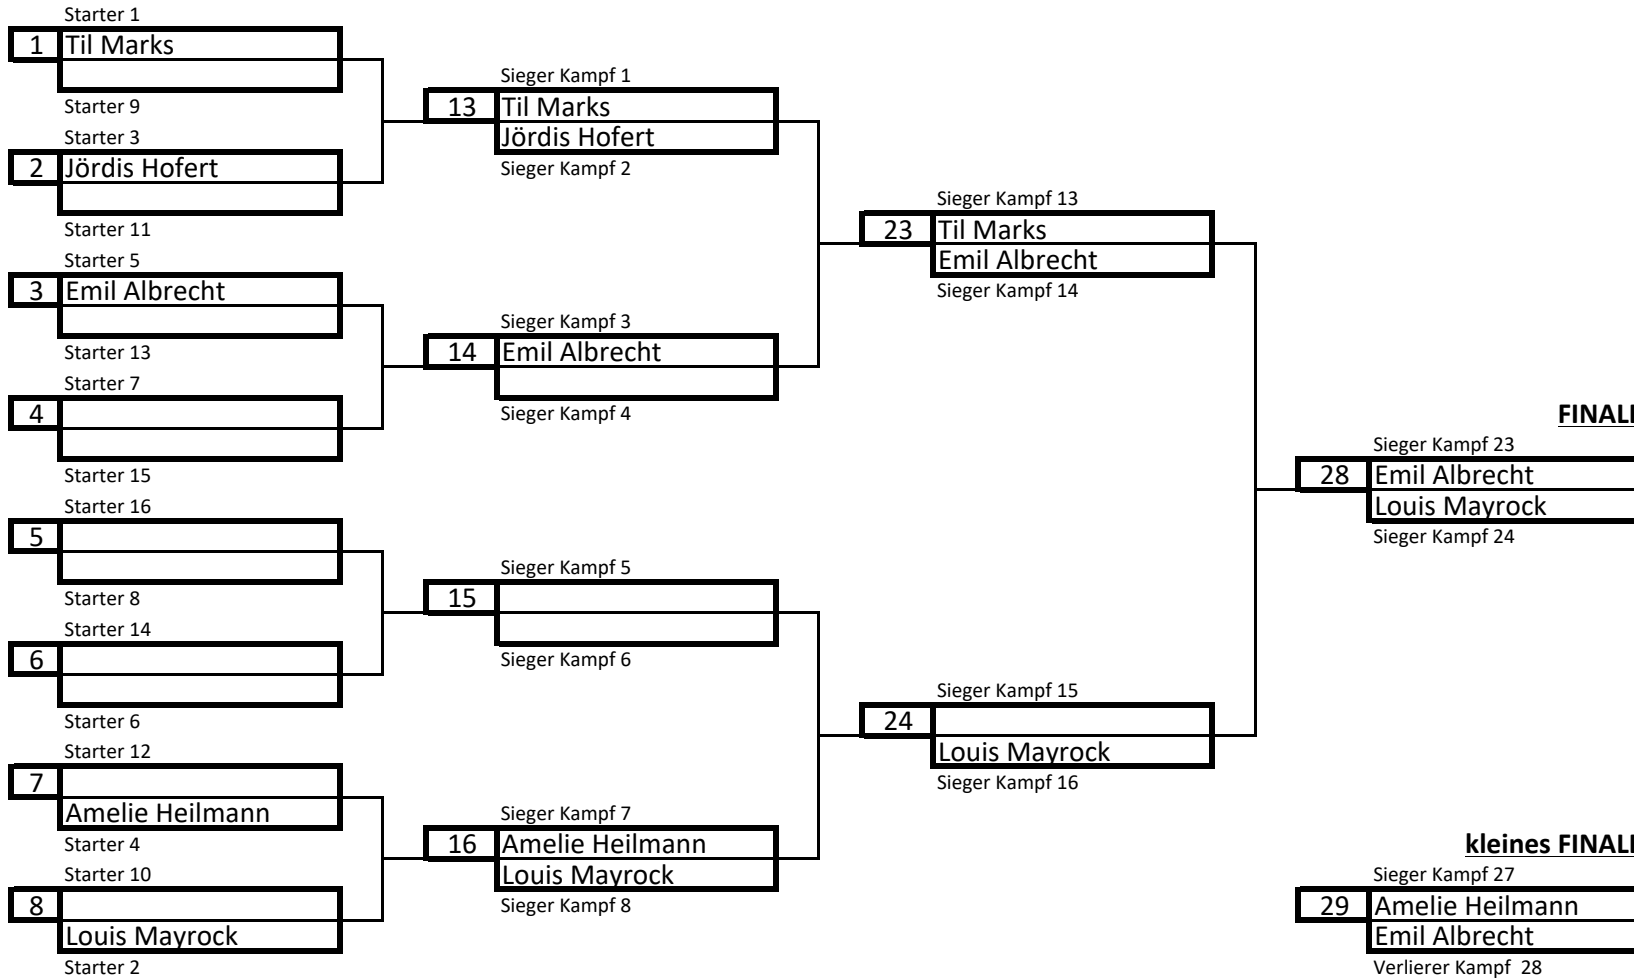 Starter 1
1 Til Marks
Starter 9
Starter 3
2 Jördis Hofert
Starter 11
Starter 5
3 Emil Albrecht
Starter 13
Starter 7
4
Starter 15
Starter 16
5
Starter 8
Starter 14
6
Starter 6
Starter 12
7
Amelie Heilmann
Starter 4
Starter 10
8
Louis Mayrock
Starter 2
Sieger Kampf 1
13 Til Marks
Jördis Hofert
Sieger Kampf 2
Sieger Kampf 3
14 Emil Albrecht
Sieger Kampf 4
Sieger Kampf 5
15
Sieger Kampf 6
Sieger Kampf 7
16 Amelie Heilmann
Louis Mayrock
Sieger Kampf 8
Sieger Kampf 13
23 Til Marks
Emil Albrecht
Sieger Kampf 14
Sieger Kampf 15
24
Louis Mayrock
Sieger Kampf 16
FINAL
Sieger Kampf 23
28 Emil Albrecht
Louis Mayrock
Sieger Kampf 24
kleines FINAL
Sieger Kampf 27
29 Amelie Heilmann
Emil Albrecht
Verlierer Kampf 28